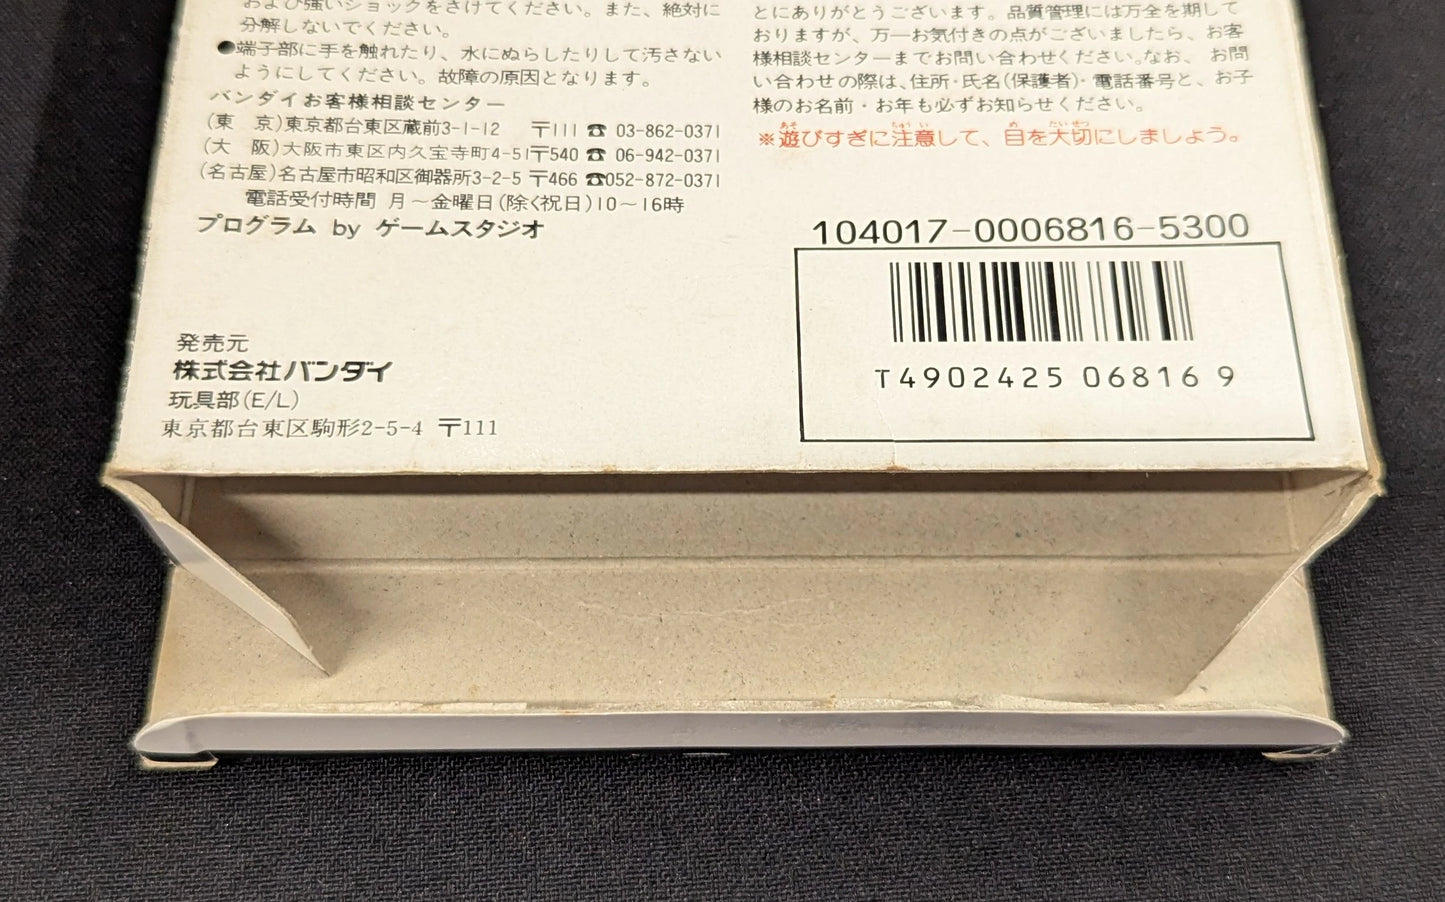 および強いショックをさけてください。また、絶対に
分解しないでください。
●端子部に手を触れたり、水にぬらしたりして汚さない
ようにしてください。故障の原因となります。
バンダイお客様相談センター
(東 京)東京都台東区蔵前3-1-12 〒111 ☎ 03-862-0371
(大 阪)大阪市東区内久宝寺町4-51〒540 ☎ 06-942-0371
(名古屋)名古屋市昭和区御器所3-2-5 〒466 ☎052-872-0371
電話受付時間 月〜金曜日(除く祝日)10〜16時
プログラム by ゲームスタジオ
発売元
株式会社バンダイ
玩具部(E/L)
東京都台東区駒形2-5-4 〒111
とにありがとうございます。品質管理には万全を期して
おりますが、万一お気付きの点がございましたら、お客
様相談センターまでお問い合わせください。なお、お問
い合わせの際は、住所・氏名(保護者)・電話番号と、お子
様のお名前・お年も必ずお知らせください。
※遊びすぎに注意して、目を大切にしましょう。
104017-0006816-5300
T4902425 06816 9